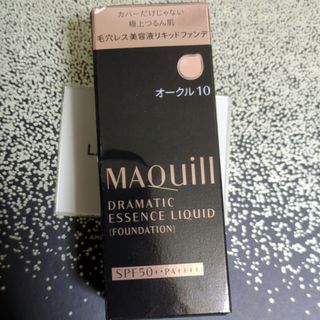 カバーだけじゃない
極上つるん肌
毛穴レス美容液リキッドファンデ
オークル10
MAQuill
DRAMATIC
ESSENCE LIQUID
(FOUNDATION)
SPF50+・PA++++